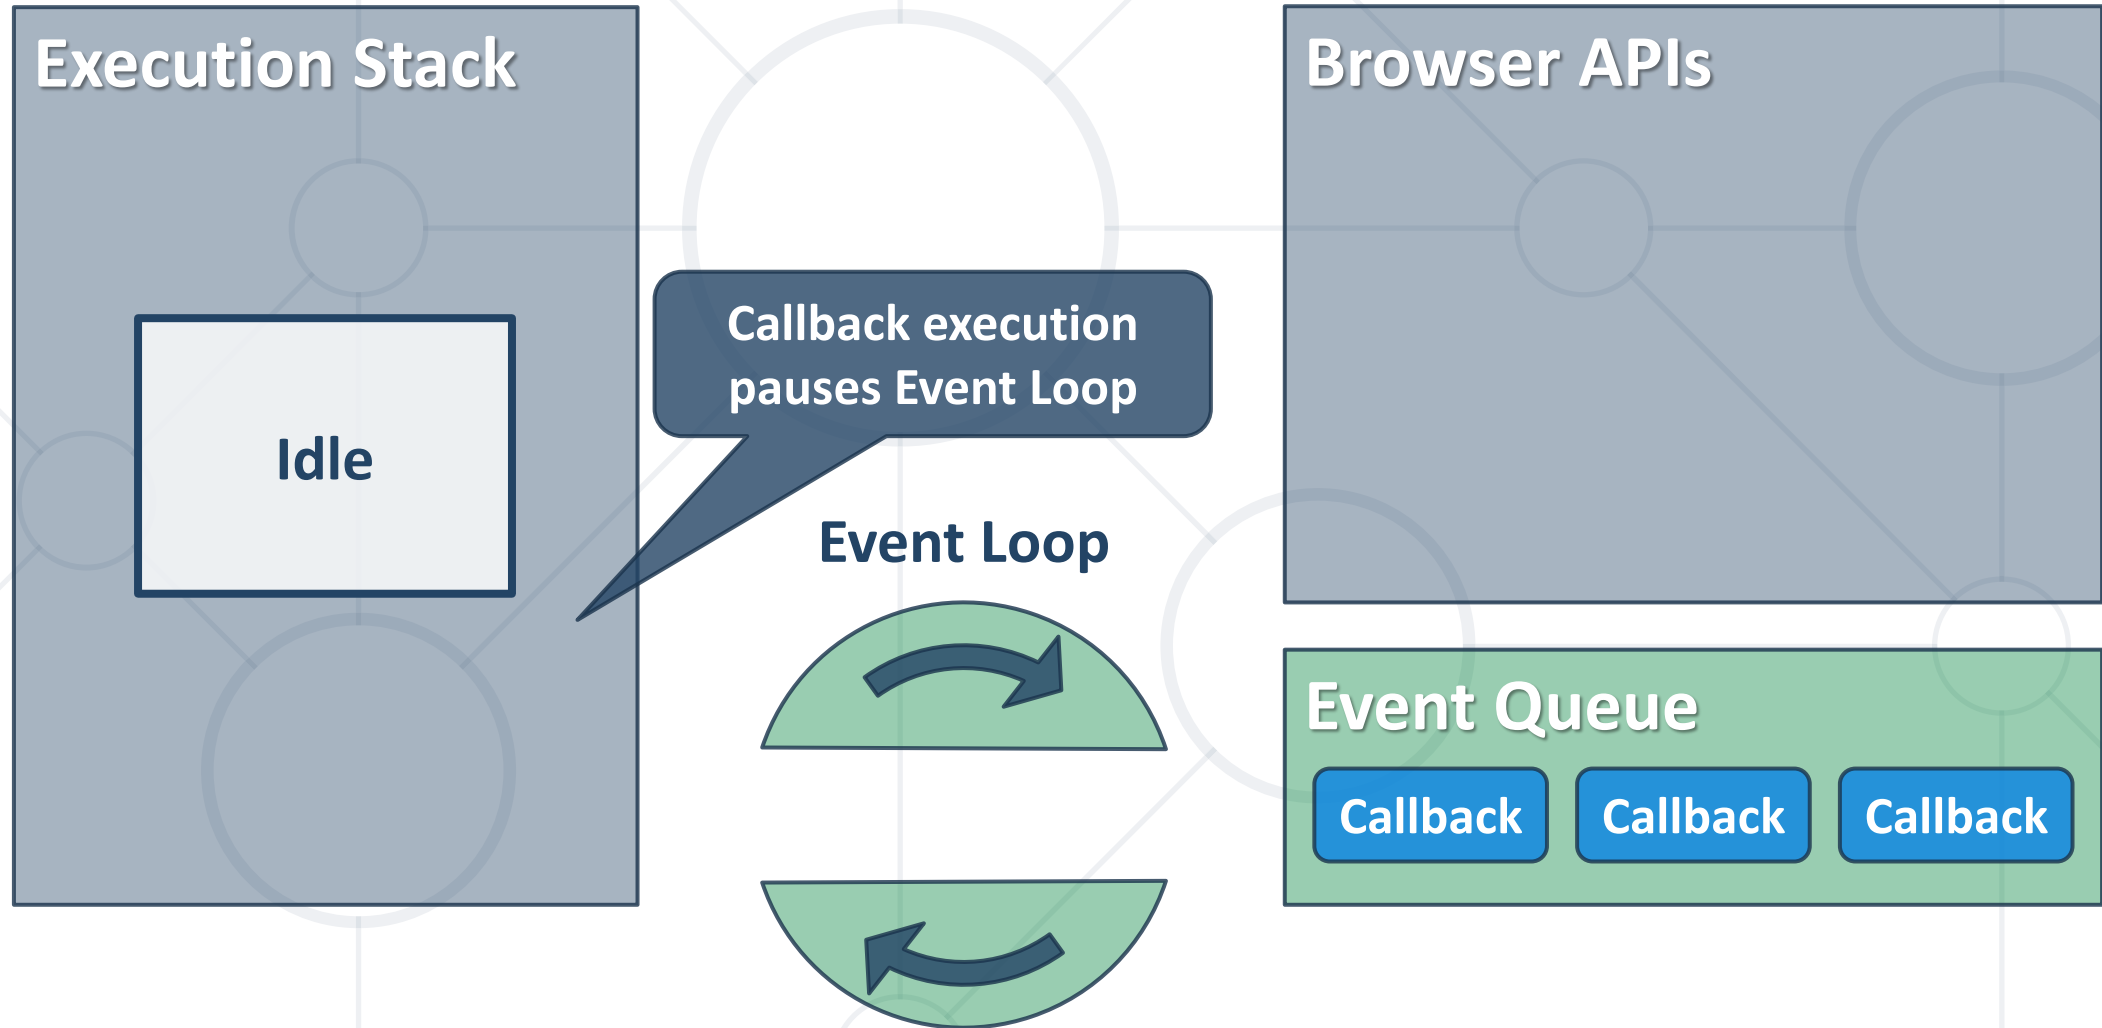 Execution Stack
Browser APIs
Callback execution
pauses Event Loop
Idle
Event Loop
Event Queue
Callback
Callback
Callback